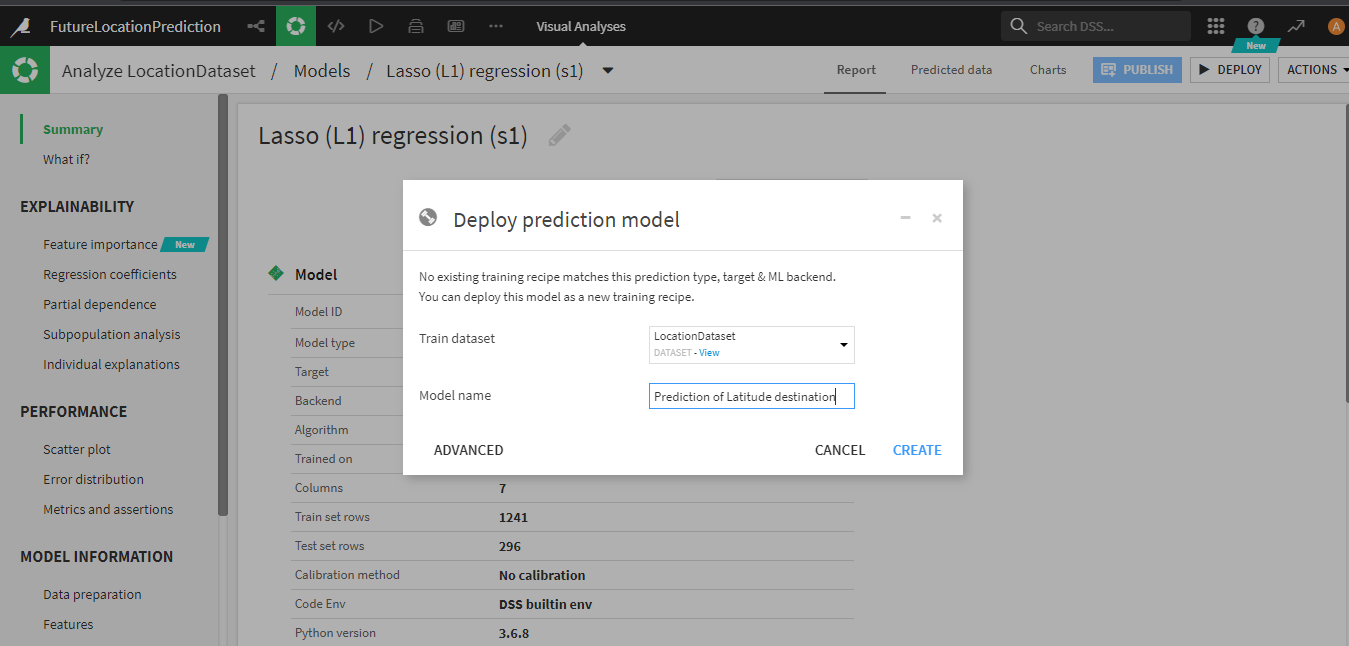 FutureLocationPrediction
Visual Analyses
Search DSS...
?
A
New
Analyze LocationDataset / Models / Lasso (L1) regression (s1)
Report
Predicted data
Charts
PUBLISH
DEPLOY
ACTIONS
Summary
What if?
EXPLAINABILITY
Feature importance New
Regression coefficients
Partial dependence
Subpopulation analysis
Individual explanations
PERFORMANCE
Scatter plot
Error distribution
Metrics and assertions
MODEL INFORMATION
Data preparation
Features
Lasso (L1) regression (s1)
Deploy prediction model
No existing training recipe matches this prediction type, target & ML backend.
You can deploy this model as a new training recipe.
Train dataset
LocationDataset
DATASET - View
Model name
Prediction of Latitude destination
ADVANCED
CANCEL
CREATE
Model
Model ID
Model type
Target
Backend
Algorithm
Trained on
Columns 7
Train set rows 1241
Test set rows 296
Calibration method No calibration
Code Env DSS builtin env
Python version 3.6.8